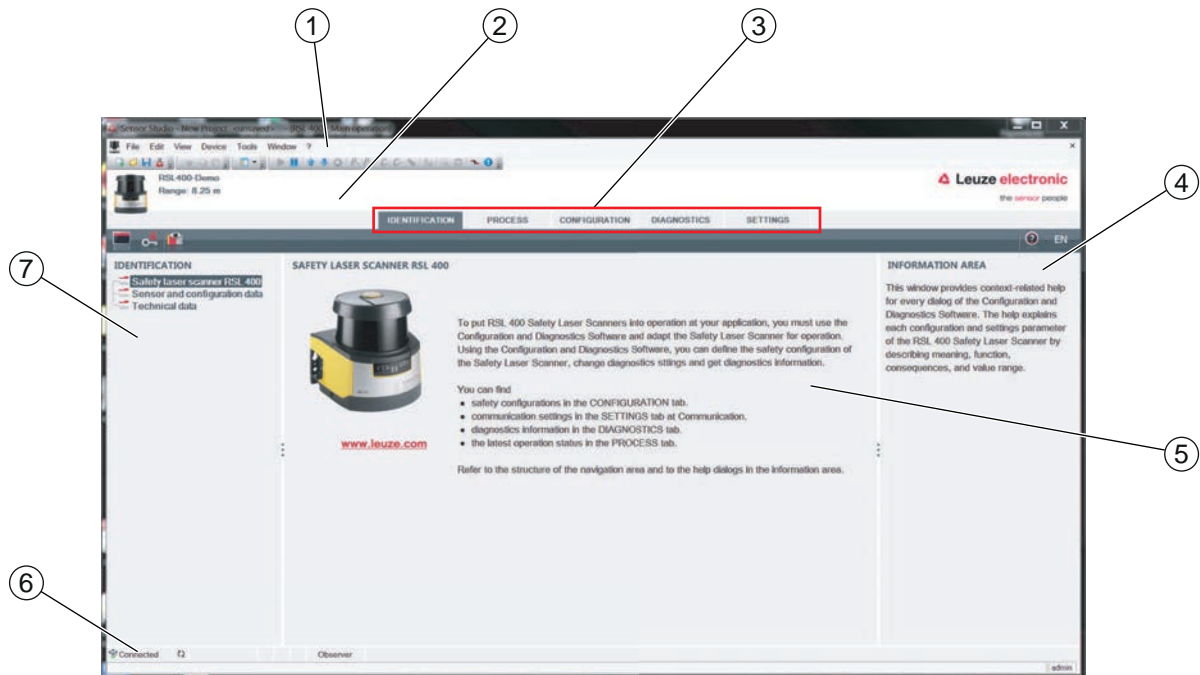 1
2
3
Sensor Studio - New Project <unsaved> - [RSL 400 - Main operation]
File Edit View Device Tools Window ?
RSL400-Demo
Range: 8.25 m
Leuze electronic
the sensor people
4
IDENTIFICATION PROCESS CONFIGURATION DIAGNOSTICS SETTINGS
EN
7
IDENTIFICATION
Safety laser scanner RSL 400
Sensor and configuration data
Technical data
SAFETY LASER SCANNER RSL 400
To put RSL 400 Safety Laser Scanners into operation at your application, you must use the
Configuration and Diagnostics Software and adapt the Safety Laser Scanner for operation.
Using the Configuration and Diagnostics Software, you can define the safety configuration of
the Safety Laser Scanner, change diagnostics sttings and get diagnostics information.
You can find
• safety configurations in the CONFIGURATION tab.
• communication settings in the SETTINGS tab at Communication.
• diagnostics information in the DIAGNOSTICS tab.
• the latest operation status in the PROCESS tab.
www.leuze.com
Refer to the structure of the navigation area and to the help dialogs in the information area.
INFORMATION AREA
This window provides context-related help
for every dialog of the Configuration and
Diagnostics Software. The help explains
each configuration and settings parameter
of the RSL 400 Safety Laser Scanner by
describing meaning, function,
consequences, and value range.
5
6
Connected
Observer
admin